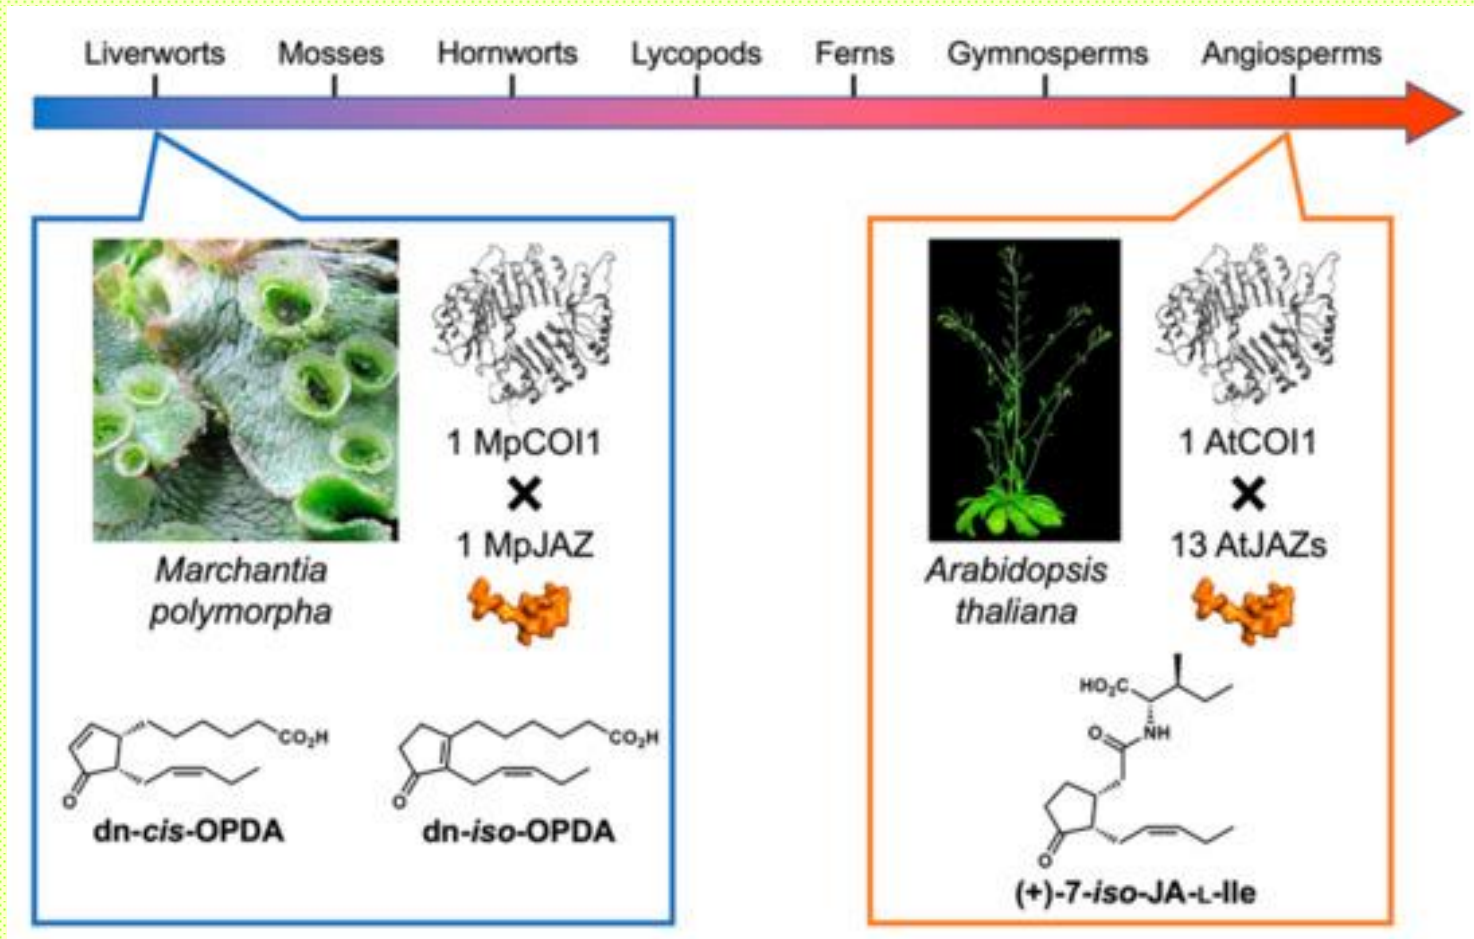 Liverworts Mosses Hornworts Lycopods Ferns Gymnosperms Angiosperms
1 MpCOI1
×
1 MpJAZ
Marchantia
polymorpha
CO₂H
O
dn-cis-OPDA
CO₂H
O
dn-iso-OPDA
1 AtCOI1
×
13 AtJAZs
Arabidopsis
thaliana
HO₂C
O
NH
O
(+)-7-iso-JA-L-Ile